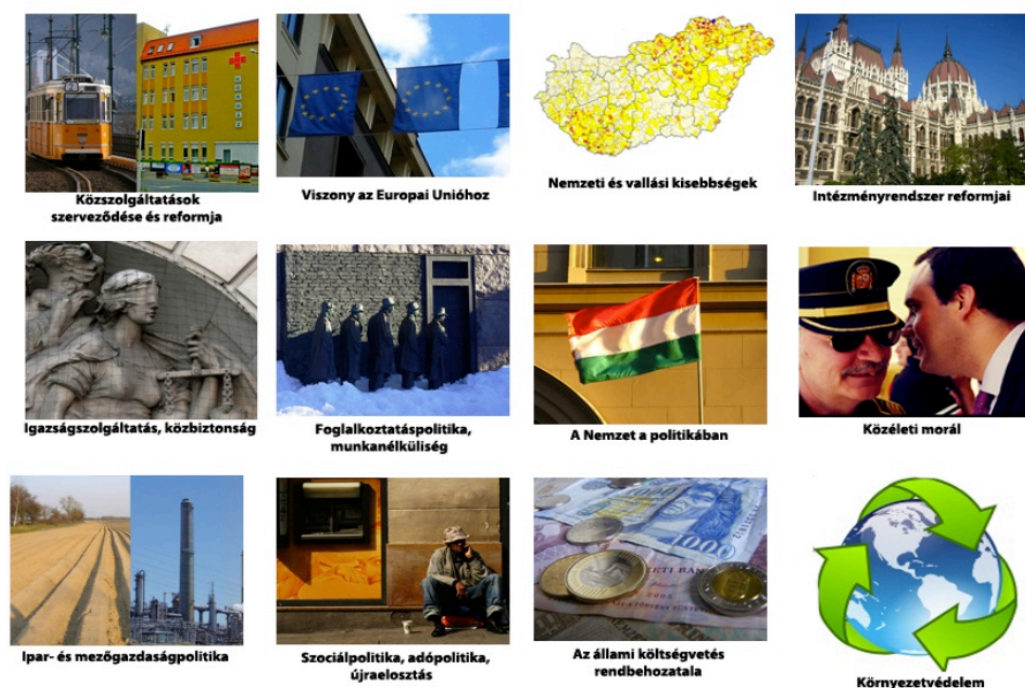 Közszolgáltatások
szerveződése és reformja
Viszony az Europai Unióhoz
Nemzeti és vallási kisebbségek
Intézményrendszer reformjai
Igazságszolgáltatás, közbiztonság
Foglalkoztatáspolitika,
munkanélküliség
A Nemzet a politikában
Közéleti morál
Ipar- és mezőgazdaságpolitika
Szociálpolitika, adópolitika,
újraelosztás
1000
Az állami költségvetés
rendbehozatala
Környezetvédelem